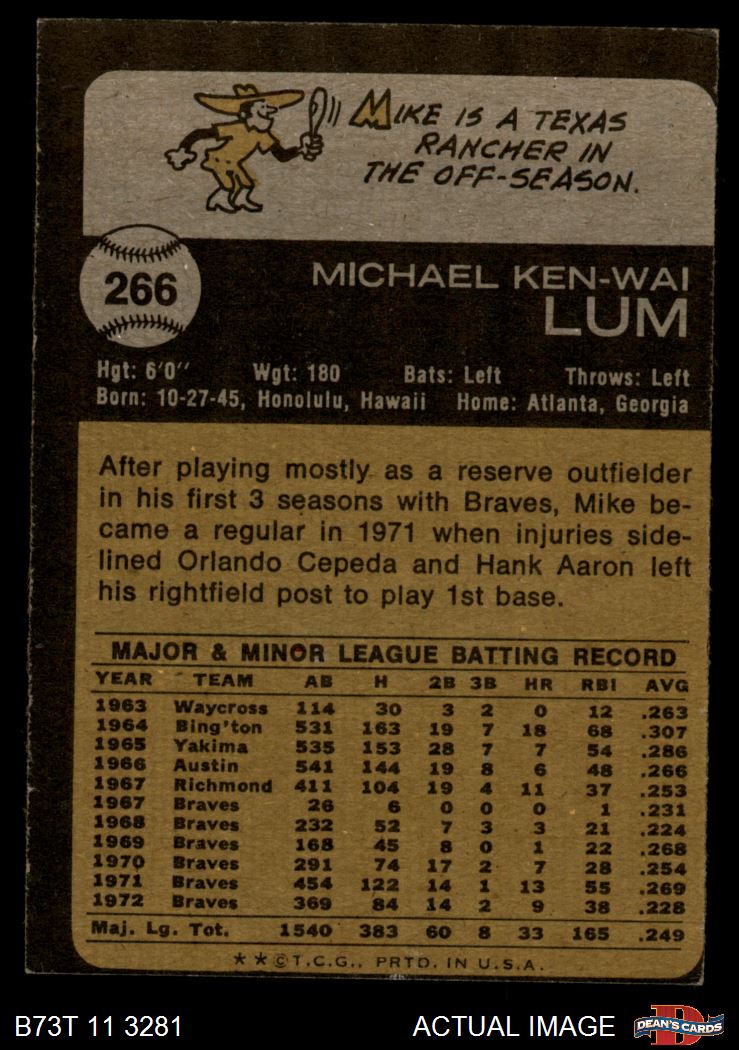 MIKE IS A TEXAS
RANCHER IN
THE OFF-SEASON.
266
MICHAEL KEN-WAI
LUM
Hgt: 6'0" Wgt: 180 Bats: Left Throws: Left
Born: 10-27-45, Honolulu, Hawaii Home: Atlanta, Georgia
After playing mostly as a reserve outfielder
in his first 3 seasons with Braves, Mike be-
came a regular in 1971 when injuries side-
lined Orlando Cepeda and Hank Aaron left
his rightfield post to play 1st base.
MAJOR & MINOR LEAGUE BATTING RECORD
YEAR TEAM AB H 2B 3B HR RBI AVG
1963 Waycross 114 30 3 2 0 12 .263
1964 Bing'ton 531 163 19 7 18 68 .307
1965 Yakima 535 153 28 7 7 54 .286
1966 Austin 541 144 19 8 6 48 .266
1967 Richmond 411 104 19 4 11 37 .253
1967 Braves 26 6 0 0 0 1 .231
1968 Braves 232 52 7 3 3 21 .224
1969 Braves 168 45 8 0 1 22 .268
1970 Braves 291 74 17 2 7 28 .254
1971 Braves 454 122 14 1 13 55 .269
1972 Braves 369 84 14 2 9 38 .228
Maj. Lg. Tot. 1540 383 60 8 33 165 .249
**©T.C.G., PRTD. IN U.S.A.
B73T 11 3281 ACTUAL IMAGE
D
DEAN'S CARDS